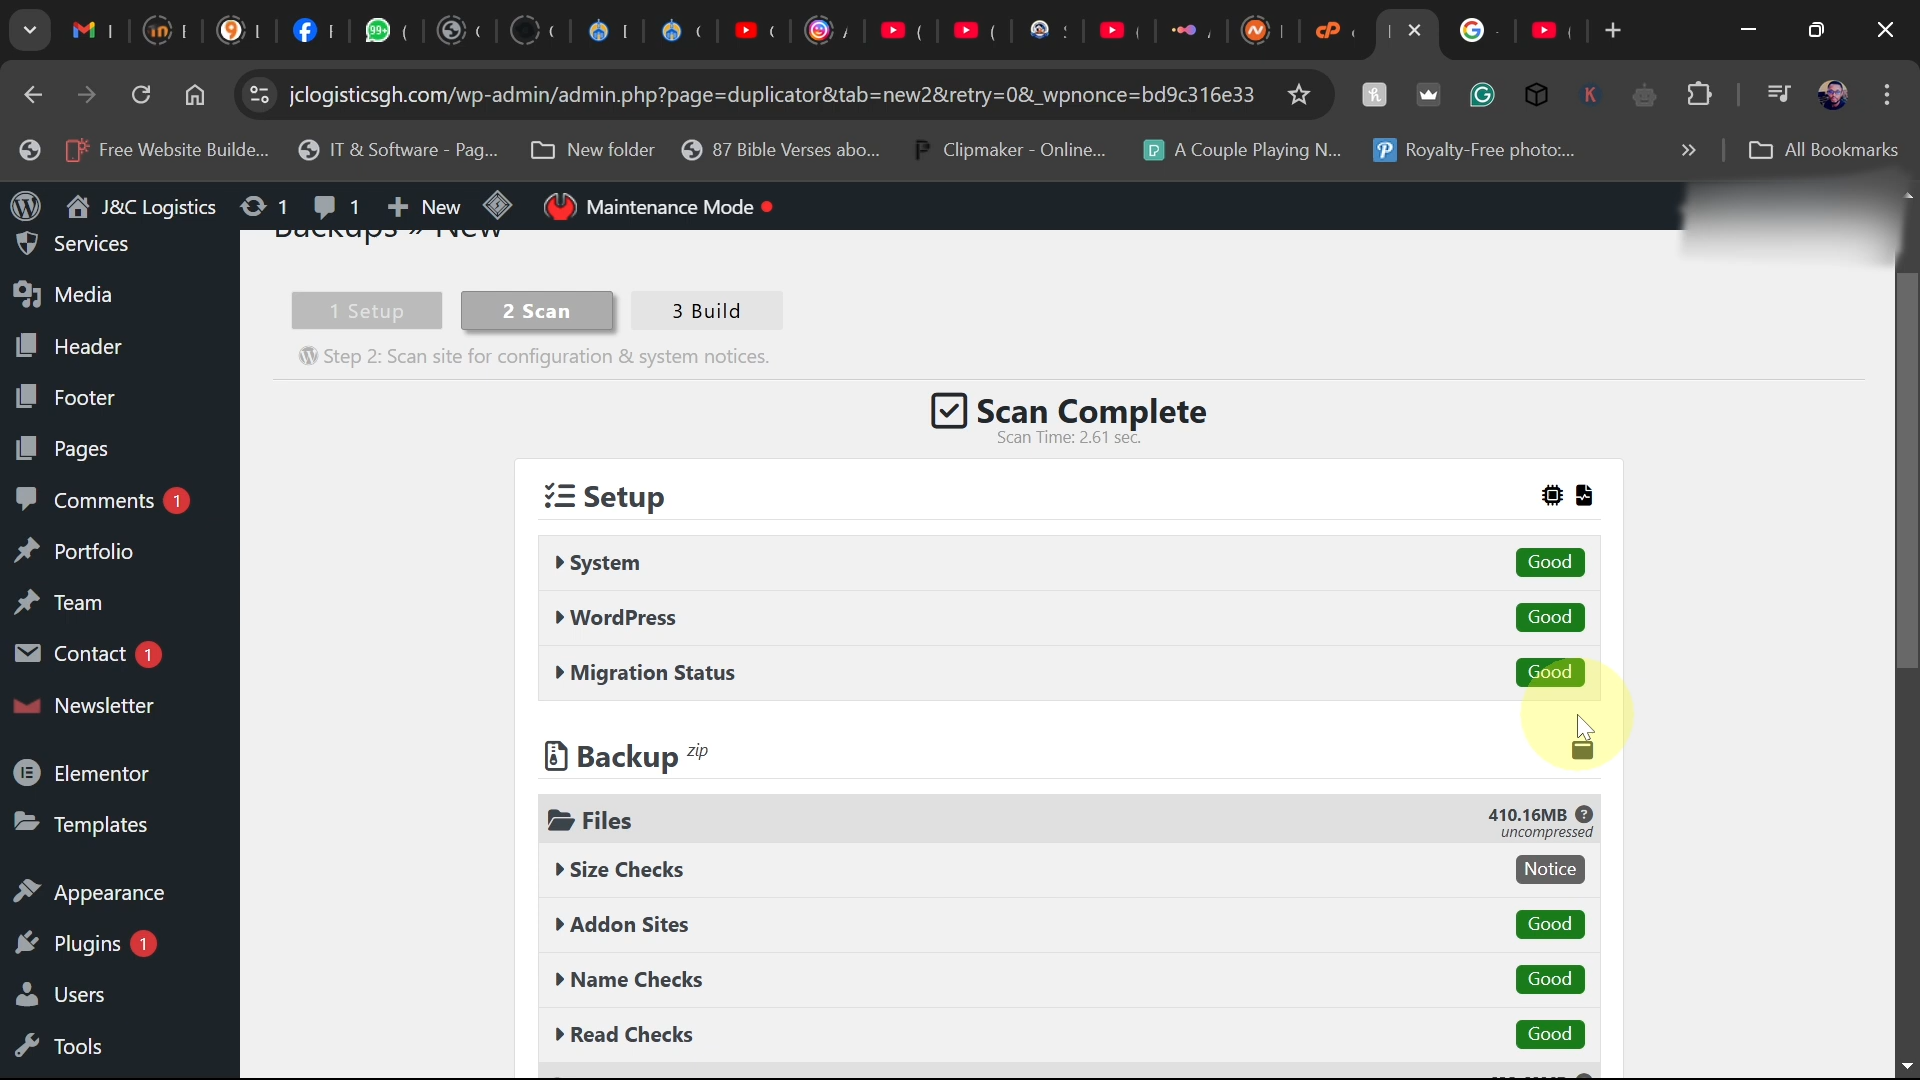 99+
jclogisticsgh.com/wp-admin/admin.php?page=duplicator&tab=new2&retry=0&_wpnonce=bd9c316e33
Free Website Builde...
IT & Software - Pag...
New folder
87 Bible Verses abo...
Clipmaker - Online...
A Couple Playing N...
Royalty-Free photo:...
All Bookmarks
J&C Logistics
1
1
New
Maintenance Mode
Backups » New
Services
Media
Header
Footer
Pages
Comments 1
Portfolio
Team
Contact 1
Newsletter
Elementor
Templates
Appearance
Plugins 1
Users
Tools
1 Setup
2 Scan
3 Build
Step 2: Scan site for configuration & system notices.
Scan Complete
Scan Time: 2.61 sec.
Setup
System Good
WordPress Good
Migration Status Good
Backup zip
Files 410.16MB
uncompressed
Size Checks Notice
Addon Sites Good
Name Checks Good
Read Checks Good